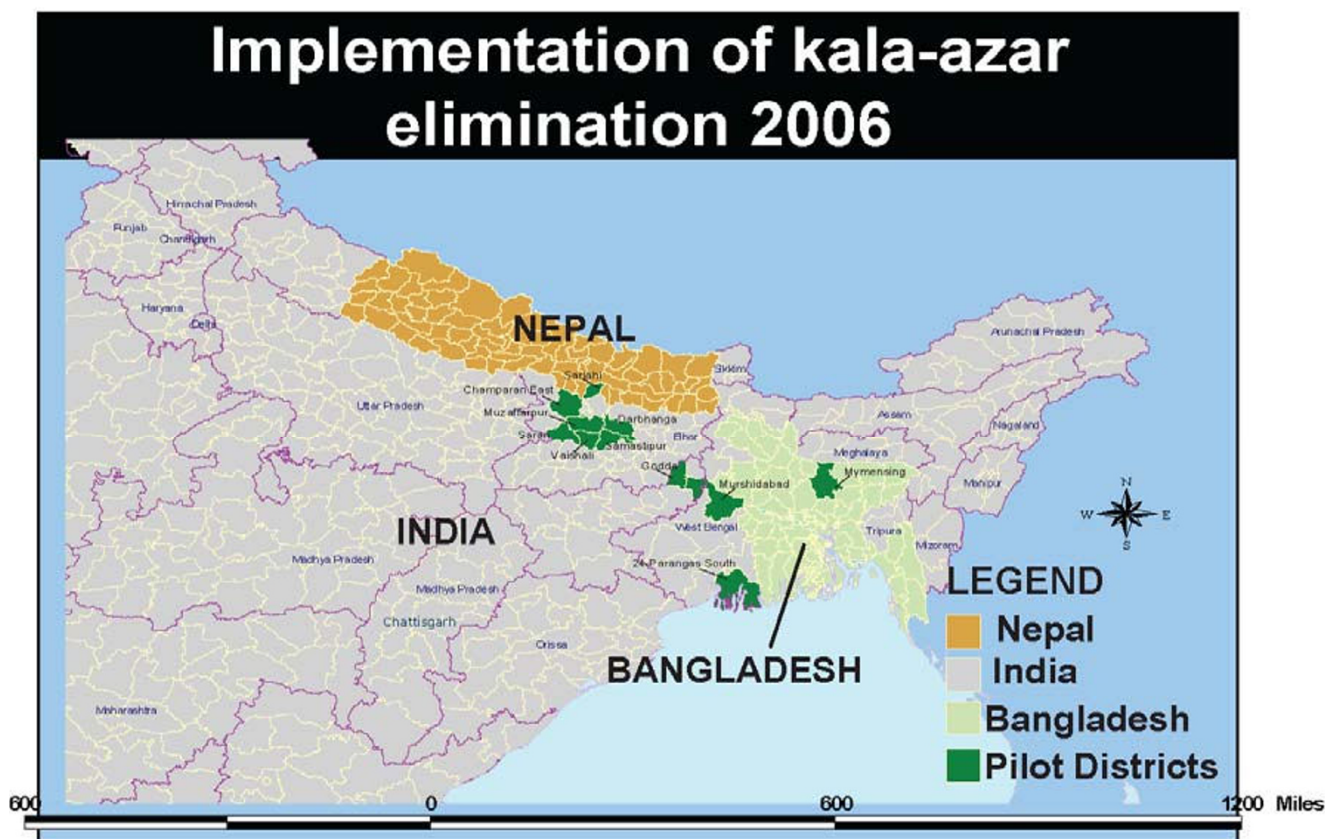 Implementation of kala-azar
elimination 2006
Himachal Pradesh
Punjab
Chandigarh
Haryana
Delhi
NEPAL
Arunachal Pradesh
Sikkim
Sarlahi
Champaran East
Uttar Pradesh
Muzaffarpur
Darbhanga
Assam
Nagaland
Saran
Bihar
Samastipur
Vaishali
Meghalaya
Godda
Mymensing
Murshidabad
Manipur
N
W
E
S
INDIA
West Bengal
Tripura
Mizoram
Madhya Pradesh
24-Parangas South
Madhya Pradesh
LEGEND
Chattisgarh
Nepal
Orissa
BANGLADESH
India
Maharashtra
Bangladesh
Pilot Districts
600
0
600
1200 Miles